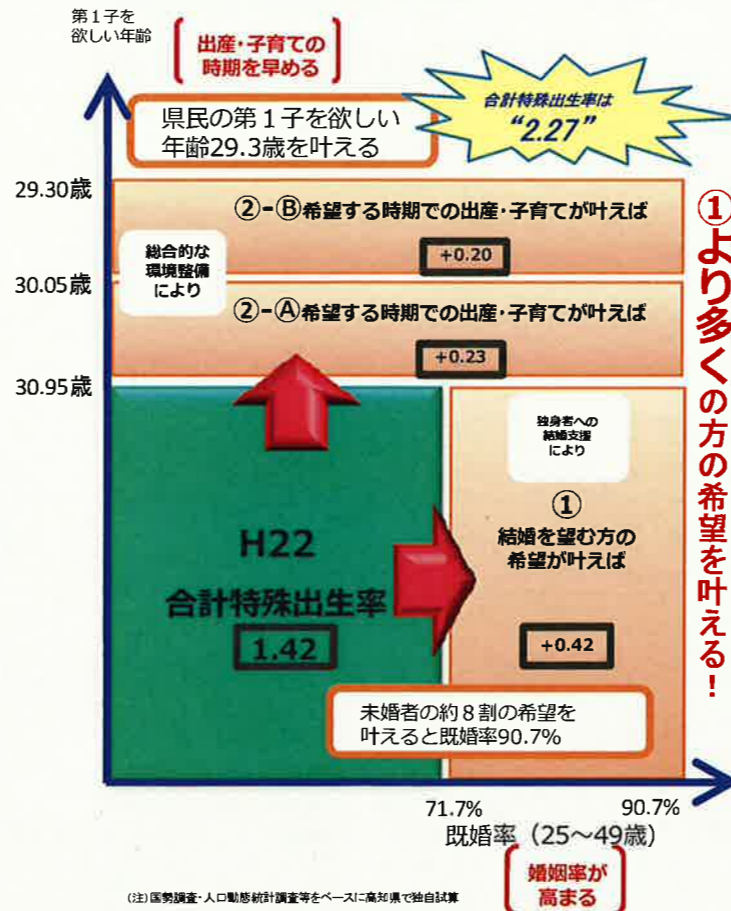 第1子を
欲しい年齢
出産・子育ての
時期を早める
合計特殊出生率は
“2.27”
県民の第1子を欲しい
年齢29.3歳を叶える
29.30歳
②-Ⓑ希望する時期での出産・子育てが叶えば
+0.20
総合的な
環境整備
により
30.05歳
②-Ⓐ希望する時期での出産・子育てが叶えば
+0.23
30.95歳
独身者への
結婚支援
により
①
結婚を望む方の
希望が叶えば
+0.42
H22
合計特殊出生率
1.42
未婚者の約8割の希望を
叶えると既婚率90.7%
①より多くの方の希望を叶える！
71.7%
90.7%
既婚率（25～49歳）
婚姻率が
高まる
(注)国勢調査・人口動態統計調査等をベースに高知県で独自試算